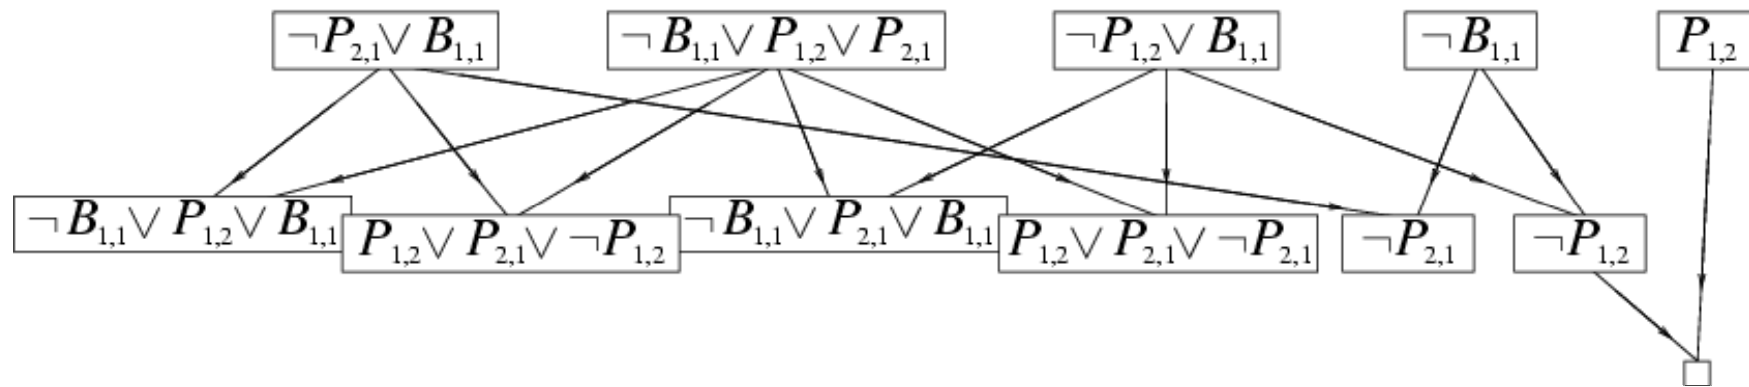 ¬P₂,₁ ∨ B₁,₁ ¬B₁,₁ ∨ P₁,₂ ∨ P₂,₁ ¬P₁,₂ ∨ B₁,₁ ¬B₁,₁ P₁,₂
¬B₁,₁ ∨ P₁,₂ ∨ B₁,₁ P₁,₂ ∨ P₂,₁ ∨ ¬P₁,₂ ¬B₁,₁ ∨ P₂,₁ ∨ B₁,₁ P₁,₂ ∨ P₂,₁ ∨ ¬P₂,₁ ¬P₂,₁ ¬P₁,₂